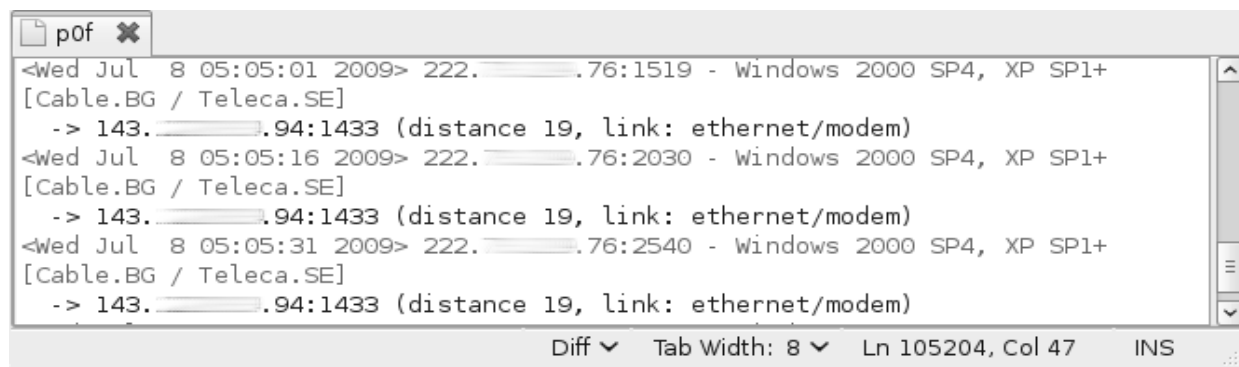 p0f
<Wed Jul  8 05:05:01 2009> 222. .76:1519 - Windows 2000 SP4, XP SP1+
[Cable.BG / Teleca.SE]
  -> 143. .94:1433 (distance 19, link: ethernet/modem)
<Wed Jul  8 05:05:16 2009> 222. .76:2030 - Windows 2000 SP4, XP SP1+
[Cable.BG / Teleca.SE]
  -> 143. .94:1433 (distance 19, link: ethernet/modem)
<Wed Jul  8 05:05:31 2009> 222. .76:2540 - Windows 2000 SP4, XP SP1+
[Cable.BG / Teleca.SE]
  -> 143. .94:1433 (distance 19, link: ethernet/modem)
Diff Tab Width: 8 Ln 105204, Col 47 INS